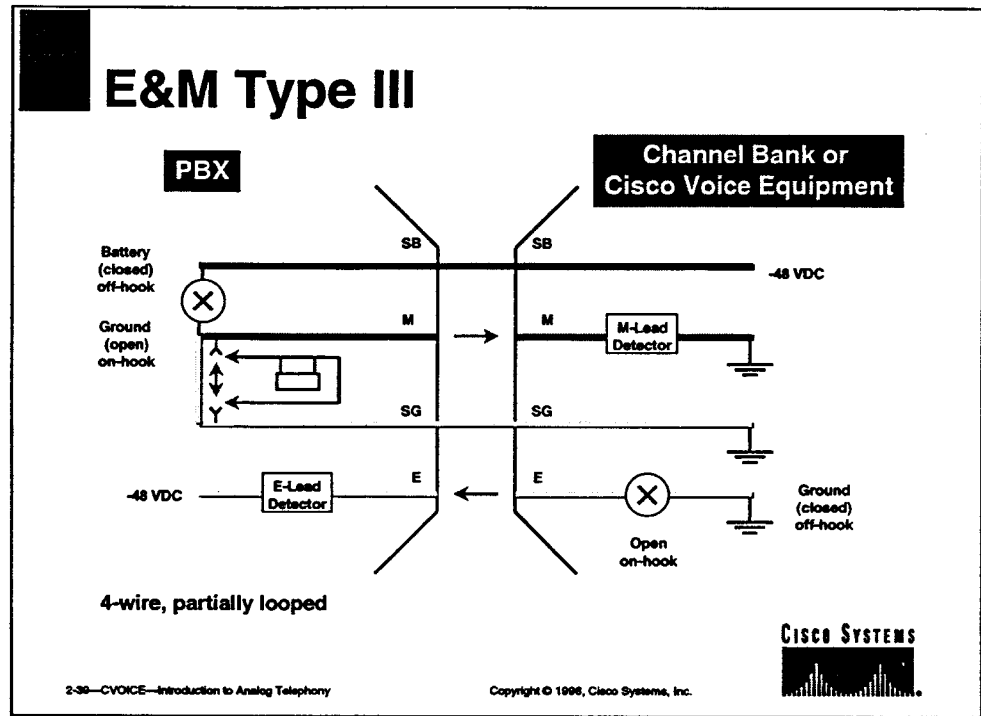 E&M Type III
PBX
Channel Bank or
Cisco Voice Equipment
SB
SB
Battery
(closed)
off-hook
-48 VDC
M
M
M-Lead
Detector
Ground
(open)
on-hook
SG
SG
E
E
-48 VDC
E-Lead
Detector
Ground
(closed)
off-hook
Open
on-hook
4-wire, partially looped
CISCO SYSTEMS
2-39—CVOICE—Introduction to Analog Telephony
Copyright © 1998, Cisco Systems, Inc.